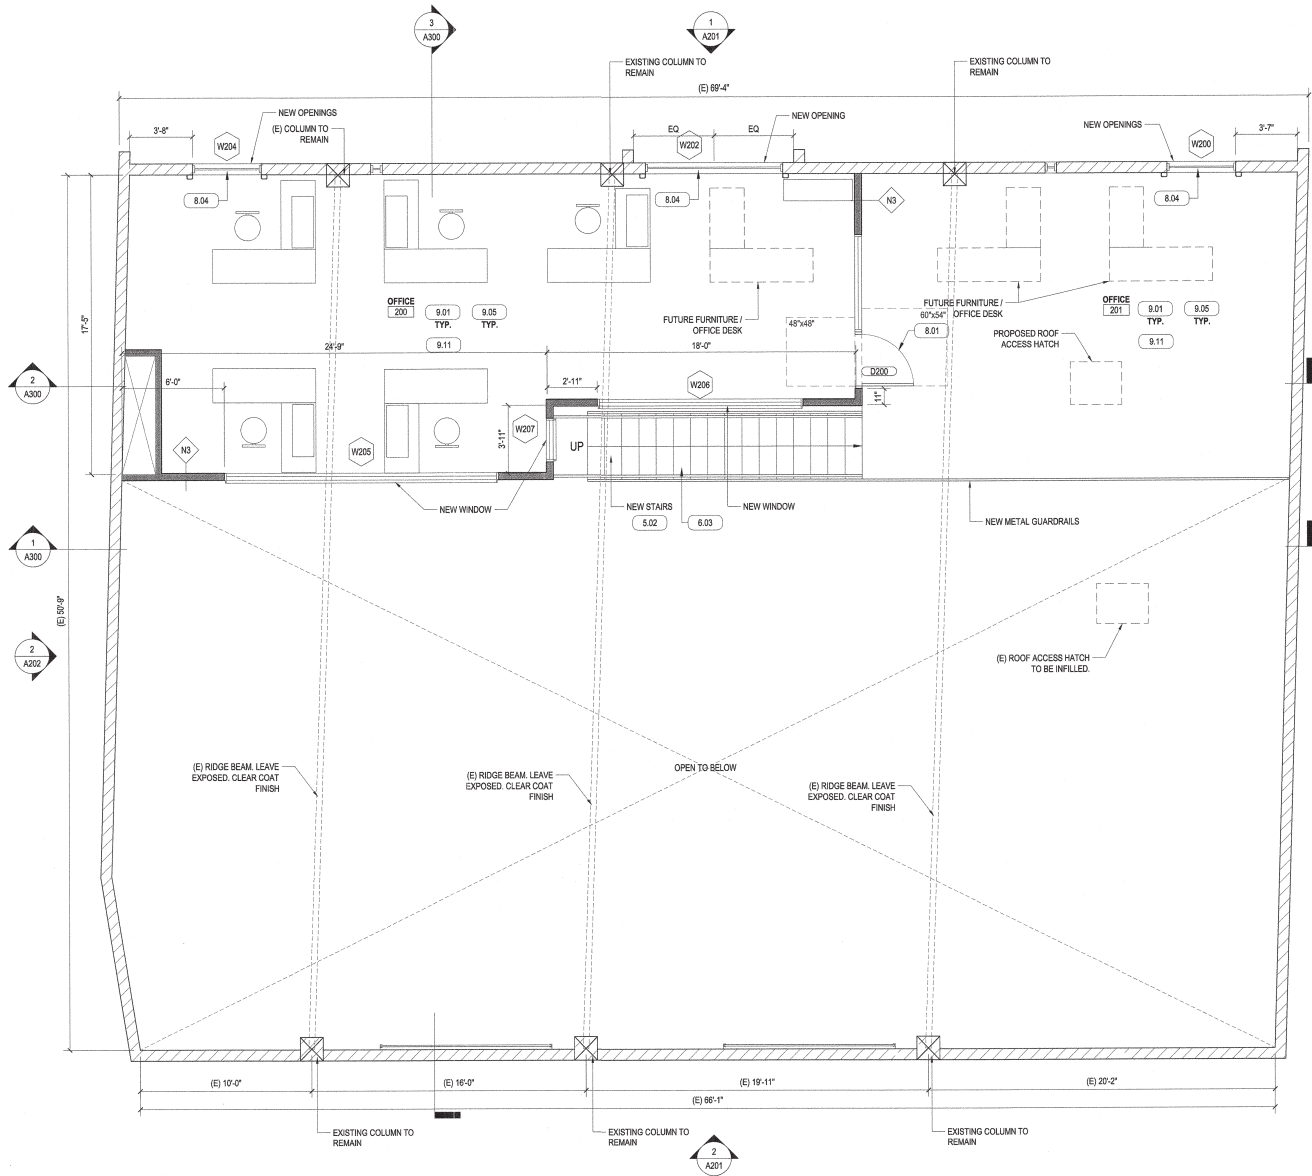 3
A300
1
A201
EXISTING COLUMN TO
REMAIN
EXISTING COLUMN TO
REMAIN
(E) 69'-4"
NEW OPENINGS
3'-8"
W204
(E) COLUMN TO
REMAIN
EQ
EQ
W202
NEW OPENING
NEW OPENINGS
W200
3'-7"
8.04
8.04
N3
8.04
OFFICE
200
9.01
TYP.
9.05
TYP.
9.11
FUTURE FURNITURE /
OFFICE DESK
48"x48"
FUTURE FURNITURE /
OFFICE DESK
60"x54"
8.01
OFFICE
201
9.01
TYP.
9.05
TYP.
9.11
PROPOSED ROOF
ACCESS HATCH
17'-5"
24'-9"
18'-0"
D200
2
A300
6'-0"
2'-11"
W206
11"
N3
W205
3'-11"
W207
UP
NEW WINDOW
NEW STAIRS
5.02
6.03
NEW WINDOW
NEW METAL GUARDRAILS
1
A300
(E) 50'-9"
2
A202
(E) ROOF ACCESS HATCH
TO BE INFILLED.
(E) RIDGE BEAM. LEAVE
EXPOSED. CLEAR COAT
FINISH
(E) RIDGE BEAM. LEAVE
EXPOSED. CLEAR COAT
FINISH
OPEN TO BELOW
(E) RIDGE BEAM. LEAVE
EXPOSED. CLEAR COAT
FINISH
(E) 10'-0"
(E) 16'-0"
(E) 19'-11"
(E) 20'-2"
(E) 66'-1"
EXISTING COLUMN TO
REMAIN
EXISTING COLUMN TO
REMAIN
EXISTING COLUMN TO
REMAIN
2
A201